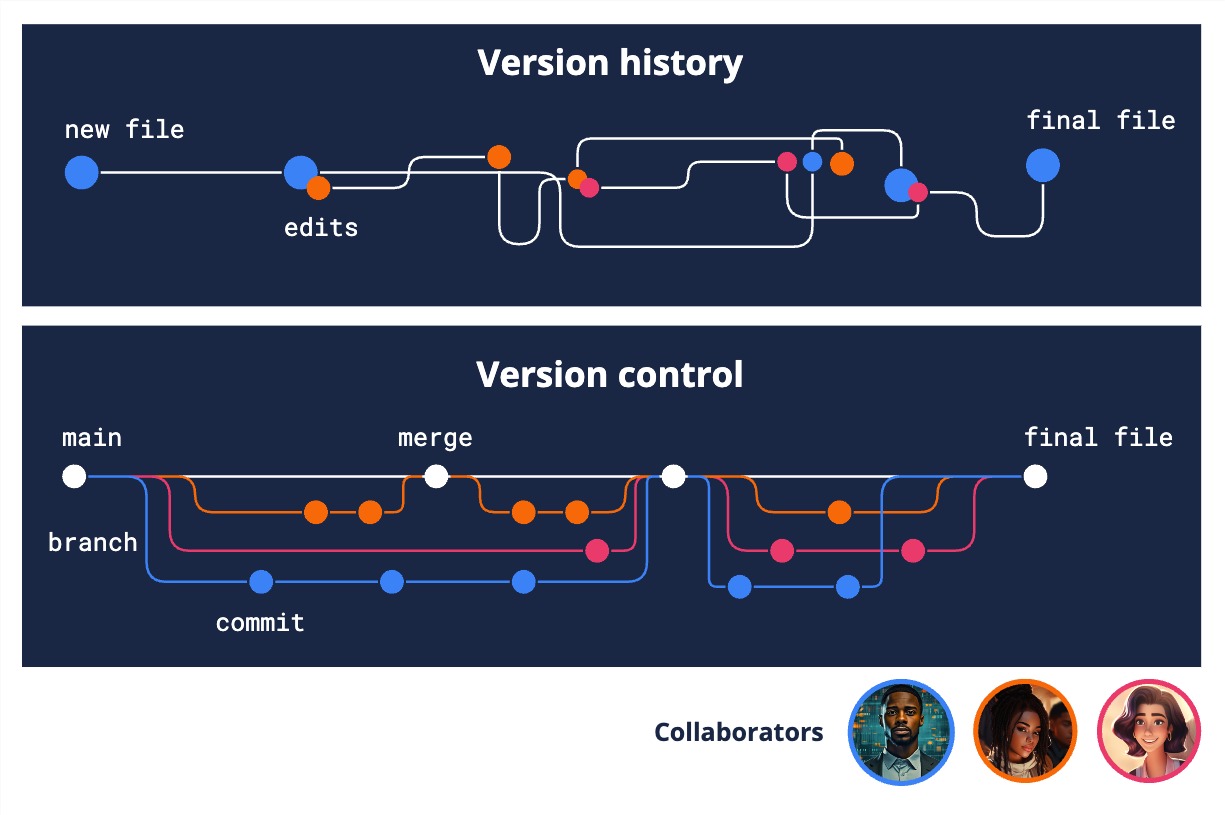 Version history
new file
final file
edits
Version control
main
merge
final file
branch
commit
Collaborators